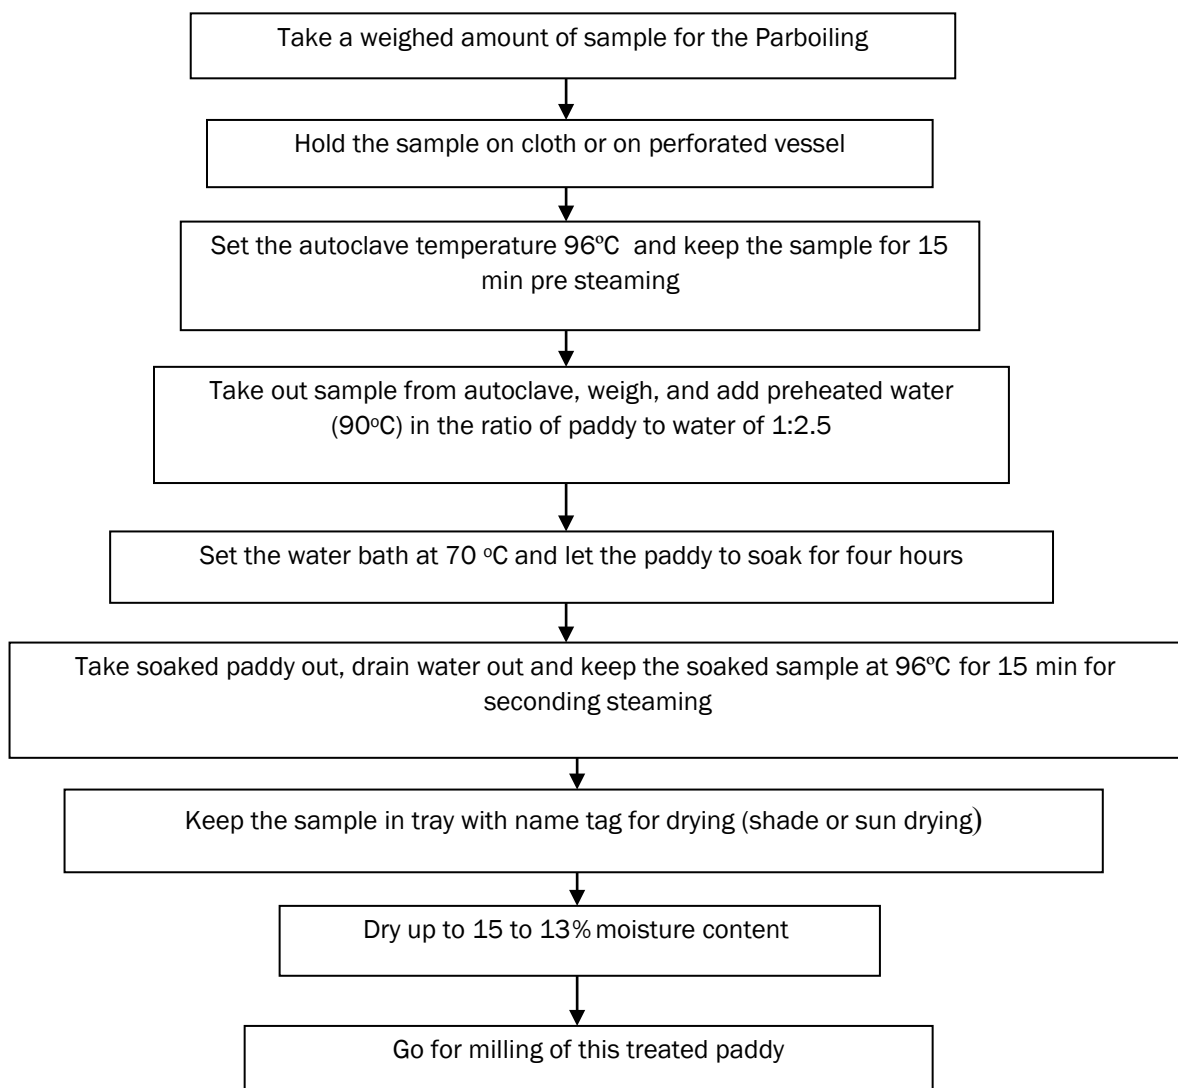 Take a weighed amount of sample for the Parboiling
Hold the sample on cloth or on perforated vessel
Set the autoclave temperature 96ºC  and keep the sample for 15
min pre steaming
Take out sample from autoclave, weigh, and add preheated water
(90ºC) in the ratio of paddy to water of 1:2.5
Set the water bath at 70 ºC and let the paddy to soak for four hours
Take soaked paddy out, drain water out and keep the soaked sample at 96ºC for 15 min for
seconding steaming
Keep the sample in tray with name tag for drying (shade or sun drying)
Dry up to 15 to 13% moisture content
Go for milling of this treated paddy